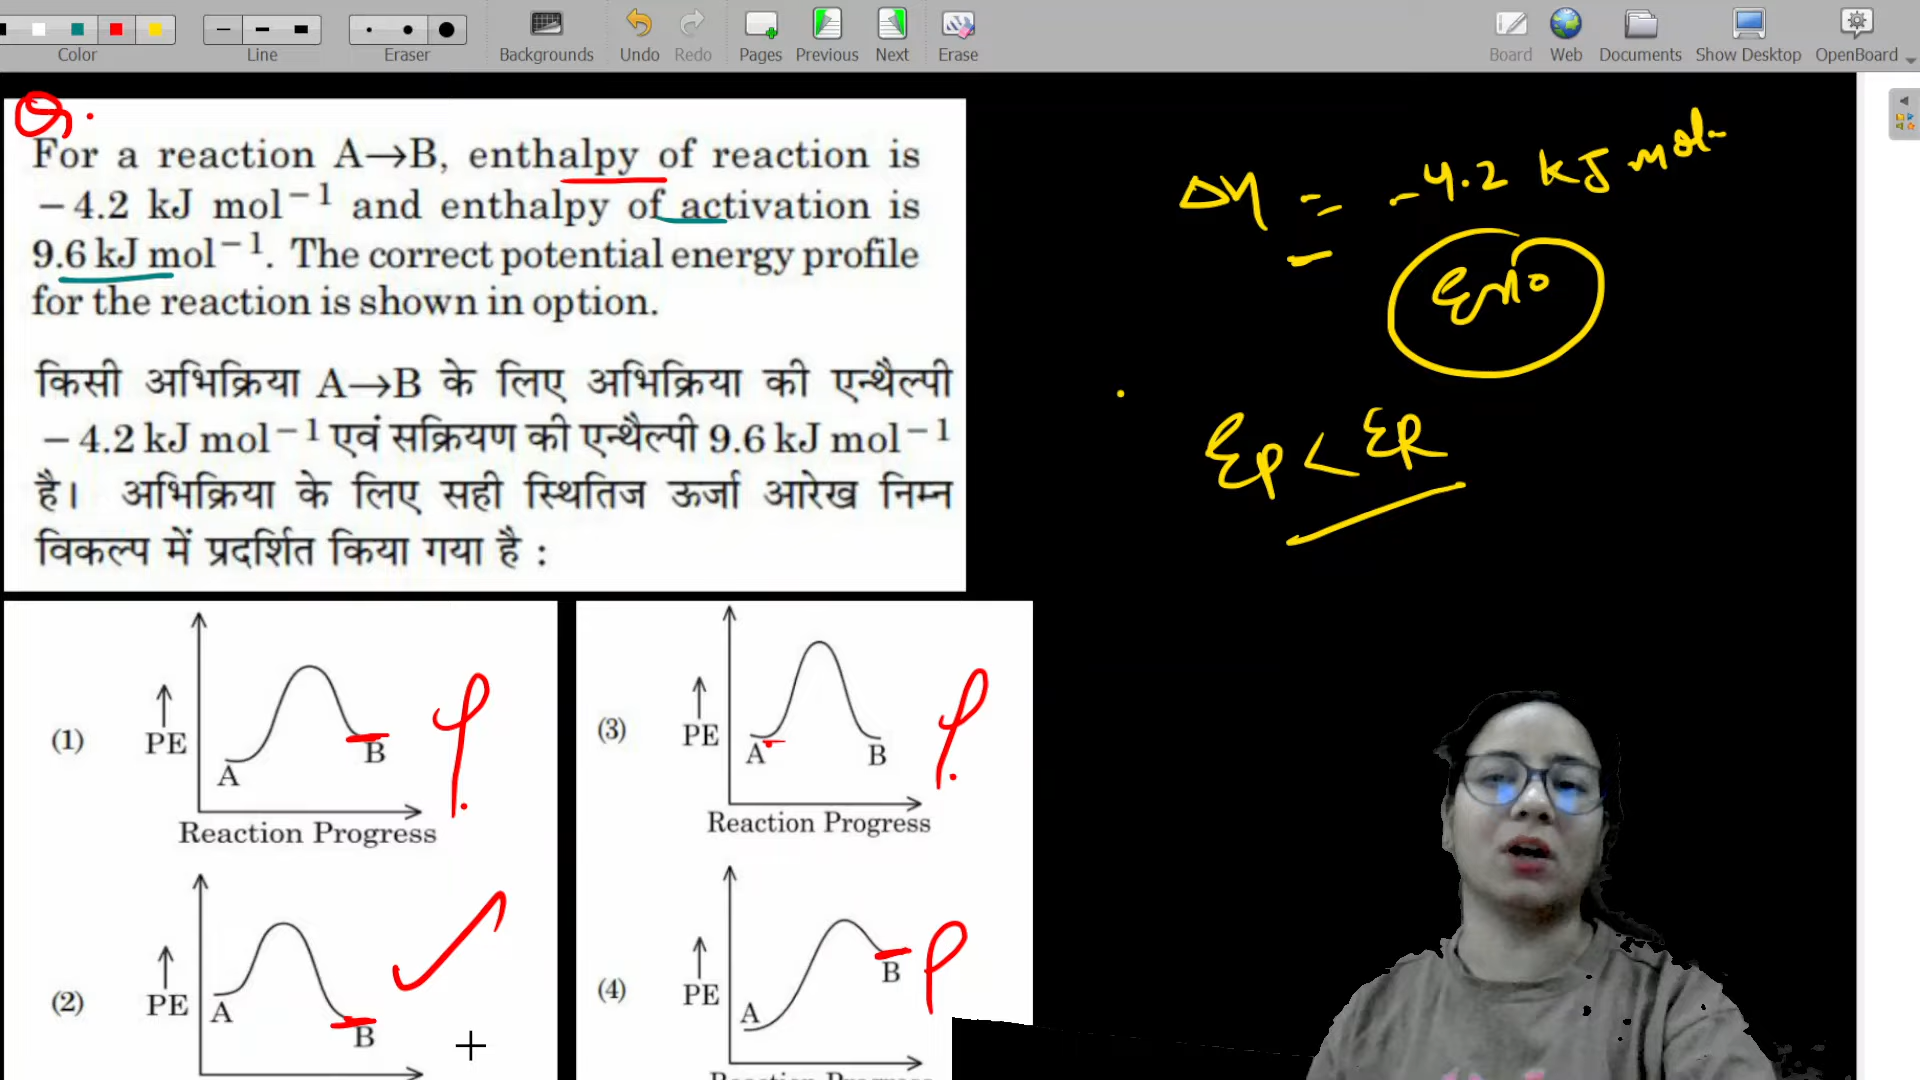 Color
Line
Eraser
Backgrounds
Undo
Redo
Pages
Previous
Next
Erase
Board
Web
Documents
Show Desktop
OpenBoard
Q.
For a reaction A→B, enthalpy of reaction is
−4.2 kJ mol⁻¹ and enthalpy of activation is
9.6 kJ mol⁻¹. The correct potential energy profile
for the reaction is shown in option.
किसी अभिक्रिया A→B के लिए अभिक्रिया की एन्थैल्पी
−4.2 kJ mol⁻¹ एवं सक्रियण की एन्थैल्पी 9.6 kJ mol⁻¹
है। अभिक्रिया के लिए सही स्थितिज ऊर्जा आरेख निम्न
विकल्प में प्रदर्शित किया गया है :
ΔH = -4.2 kJ mol-
Exo
Ep < ER
(1)
PE
A
B
Reaction Progress
(2)
PE
A
B
(3)
PE
A
B
Reaction Progress
(4)
PE
A
B
Reaction Progress